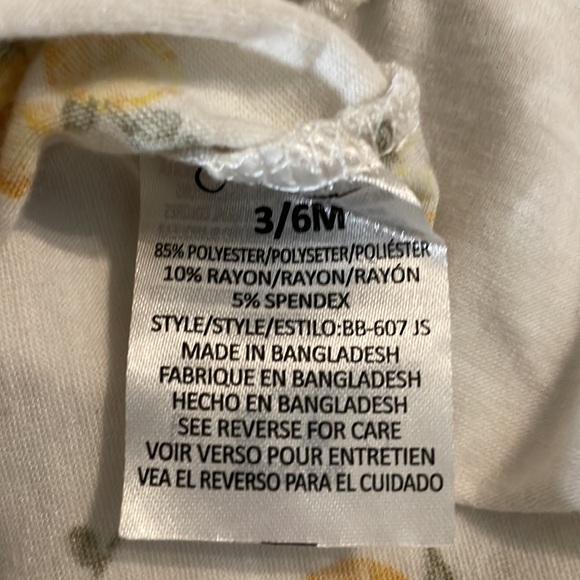 3/6M
85% POLYESTER/POLYSETER/POLIÉSTER
10% RAYON/RAYON/RAYÓN
5% SPENDEX
STYLE/STYLE/ESTILO:BB-607 JS
MADE IN BANGLADESH
FABRIQUE EN BANGLADESH
HECHO EN BANGLADESH
SEE REVERSE FOR CARE
VOIR VERSO POUR ENTRETIEN
VEA EL REVERSO PARA EL CUIDADO